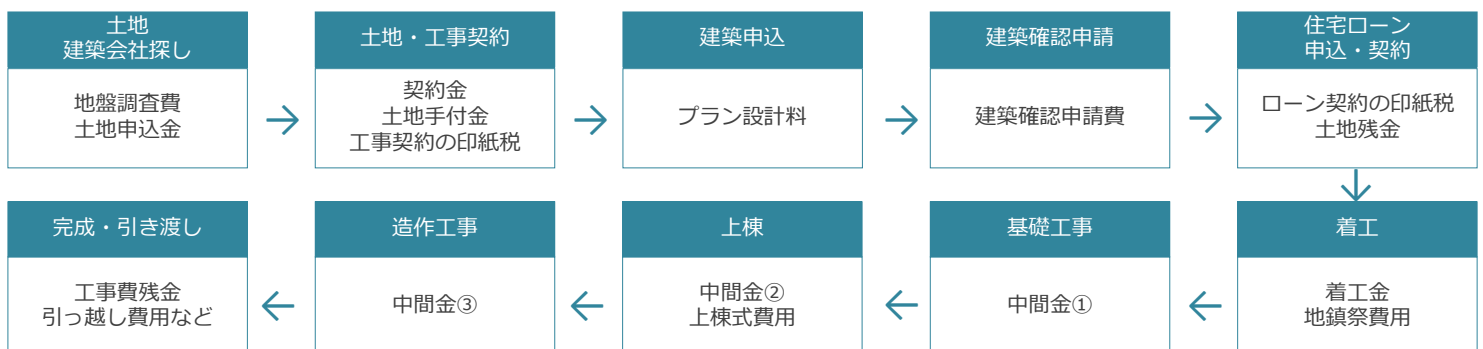 土地
建築会社探し
地盤調査費
土地申込金
土地・工事契約
契約金
土地手付金
工事契約の印紙税
建築申込
プラン設計料
建築確認申請
建築確認申請費
住宅ローン
申込・契約
ローン契約の印紙税
土地残金
着工
着工金
地鎮祭費用
基礎工事
中間金①
上棟
中間金②
上棟式費用
造作工事
中間金③
完成・引き渡し
工事費残金
引っ越し費用など